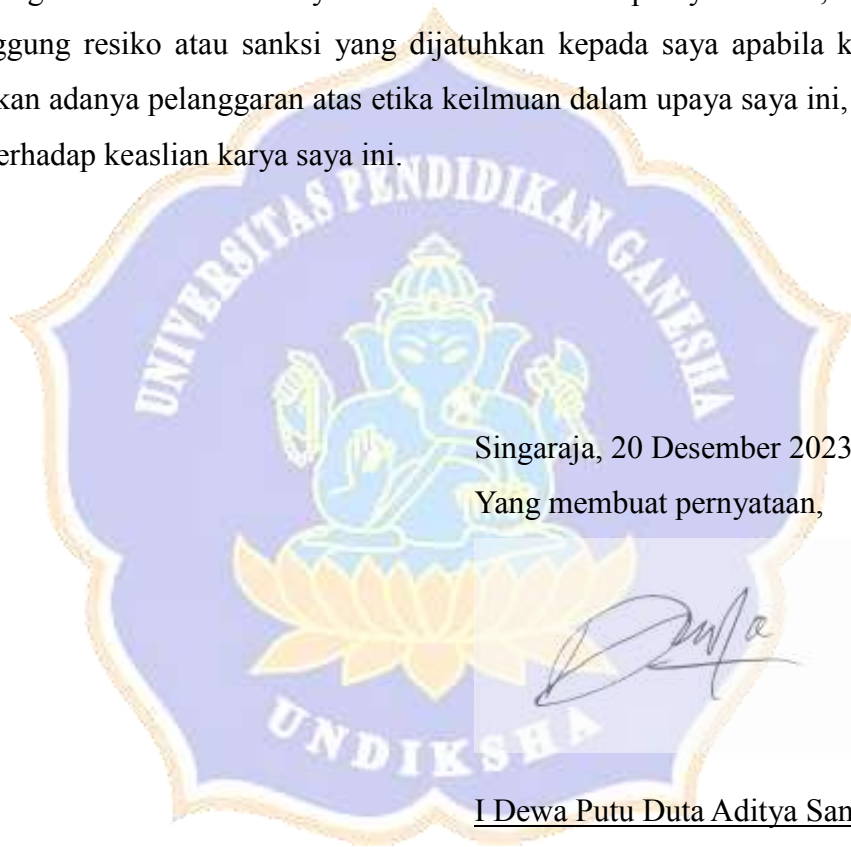 ggung resiko atau sanksi yang dijatuhkan kepada saya apabila k
kan adanya pelanggaran atas etika keilmuan dalam upaya saya ini,
erhadap keaslian karya saya ini.
UNIVERSITAS PENDIDIKAN GANESHA
Singaraja, 20 Desember 2023
Yang membuat pernyataan,
UNDIKSHA
I Dewa Putu Duta Aditya San